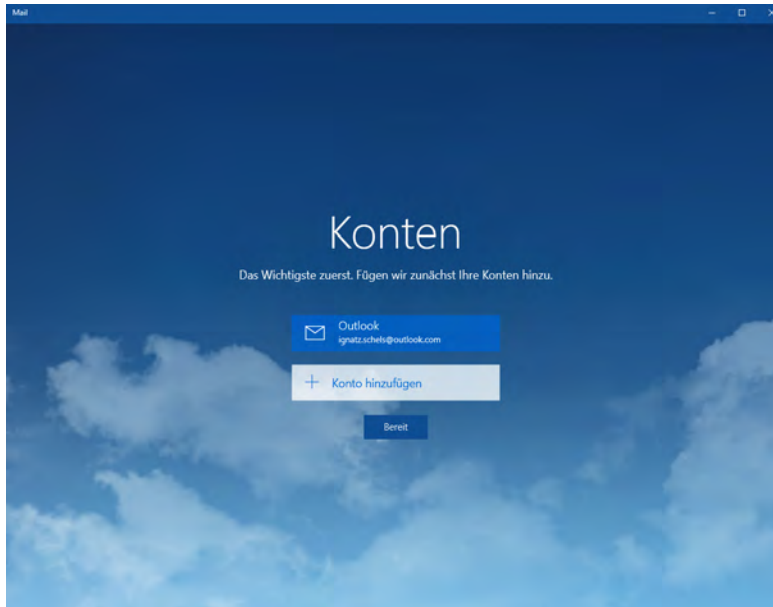 Mail
Konten
Das Wichtigste zuerst. Fügen wir zunächst Ihre Konten hinzu.
Outlook
ignatz.schels@outlook.com
Konto hinzufügen
Bereit